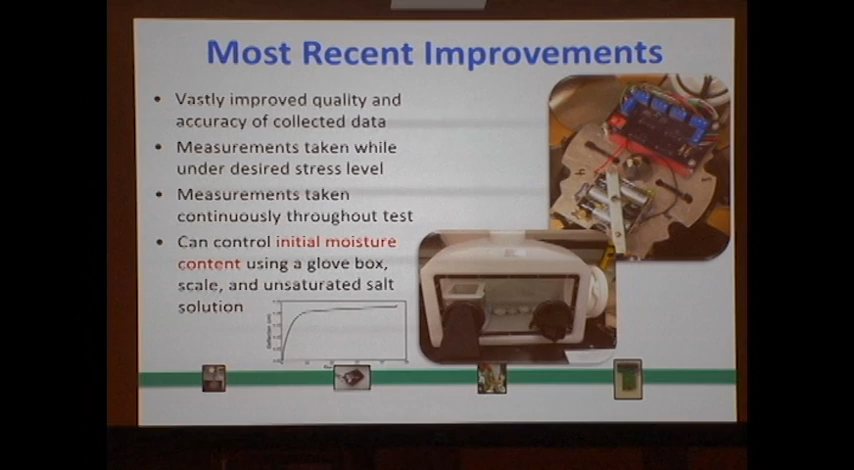 Most Recent Improvements
• Vastly improved quality and
accuracy of collected data
• Measurements taken while
under desired stress level
• Measurements taken
continuously throughout test
• Can control initial moisture
content using a glove box,
scale, and unsaturated salt
solution